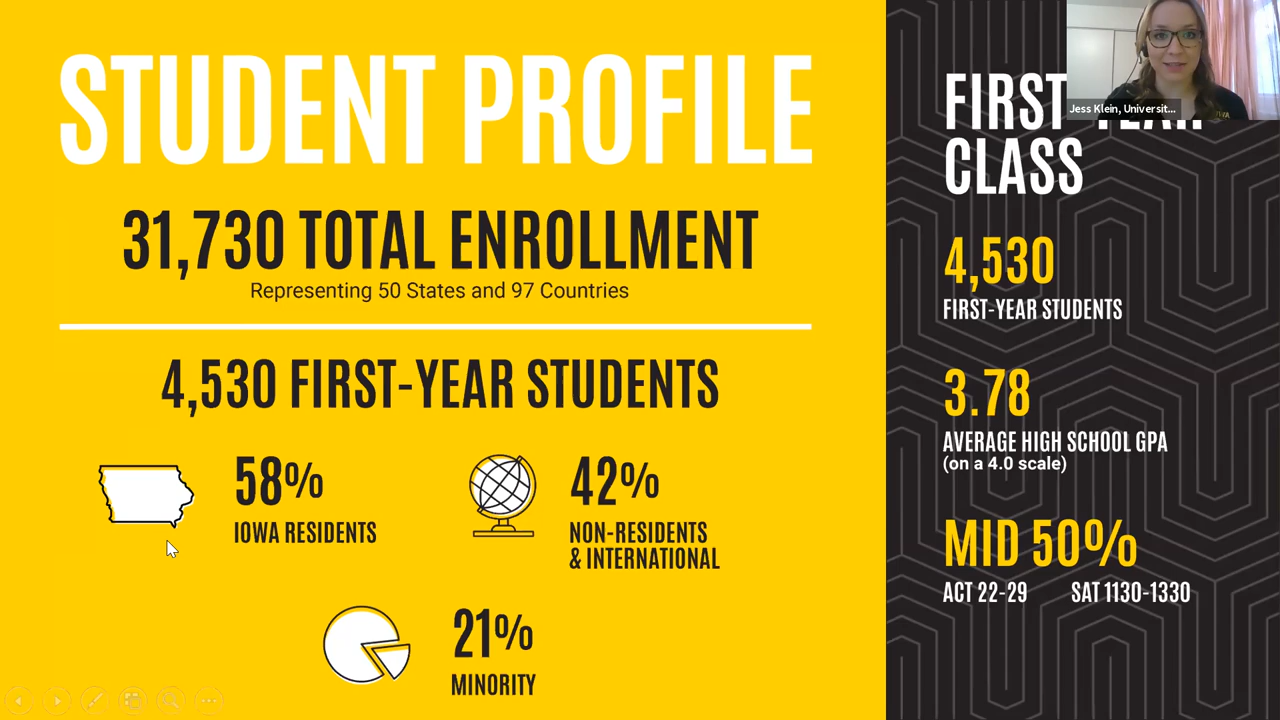 STUDENT PROFILE
31,730 TOTAL ENROLLMENT
Representing 50 States and 97 Countries
4,530 FIRST-YEAR STUDENTS
58%
IOWA RESIDENTS
42%
NON-RESIDENTS
& INTERNATIONAL
21%
MINORITY
Jess Klein, Universit...
FIRST-YEAR
CLASS
4,530
FIRST-YEAR STUDENTS
3.78
AVERAGE HIGH SCHOOL GPA
(on a 4.0 scale)
MID 50%
ACT 22-29 SAT 1130-1330